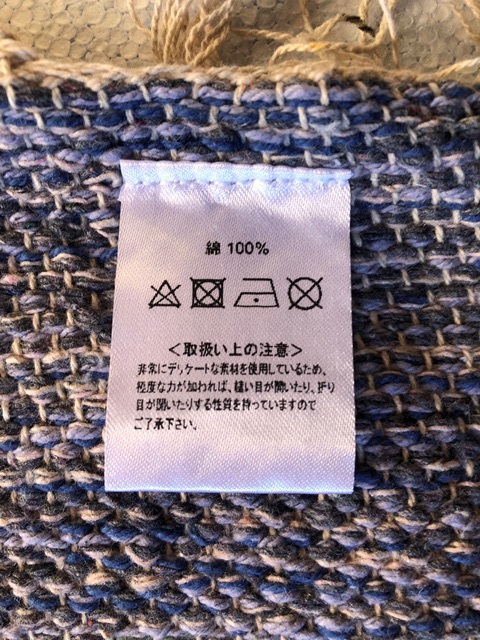 綿 100%
＜取扱い上の注意＞
非常にデリケートな素材を使用しているため、
極度な力が加われば、縫い目が開いたり、折り
目が開いたりする性質を持っていますので
ご了承下さい。